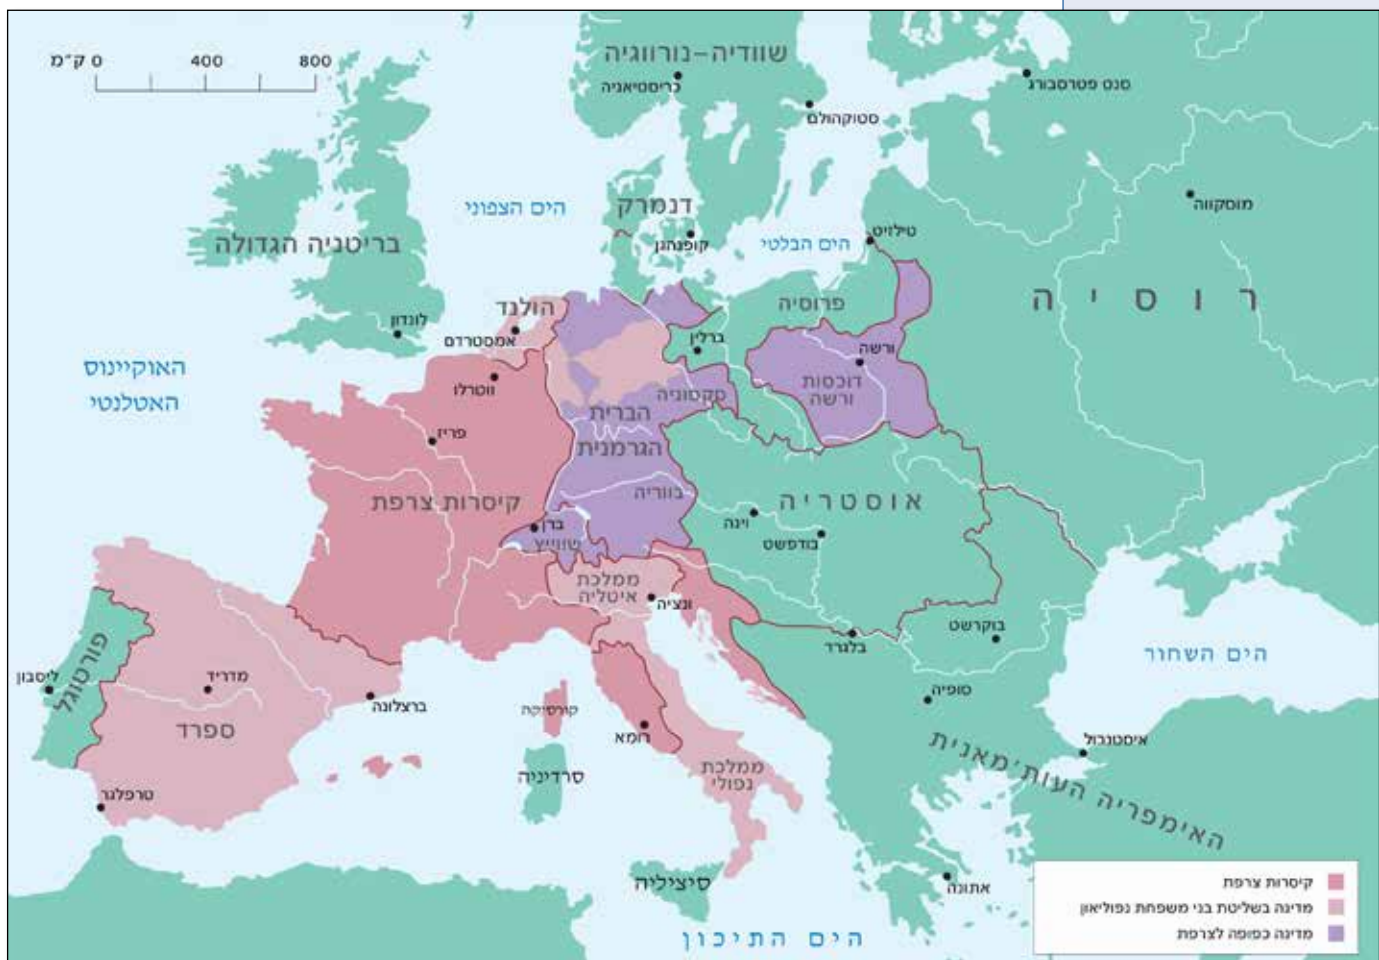 0 400 800 ק״מ
שוודיה-נורווגיה
כריסטיאניה
סטוקהולם
סנט פטרסבורג
מוסקווה
הים הצפוני
דנמרק
קופנהגן
הים הבלטי
טילזיט
בריטניה הגדולה
לונדון
רוסיה
פרוסיה
הולנד
אמסטרדם
ברלין
ורשה
דוכסות
ורשה
האוקיינוס
האטלנטי
ווטרלו
סקסוניה
הברית
הגרמנית
פריז
קיסרות צרפת
בווריה
אוסטריה
וינה
בודפשט
ברן
שווייץ
ממלכת
איטליה
ונציה
בוקרשט
בלגרד
הים השחור
סופיה
פורטוגל
ליסבון
מדריד
ברצלונה
ספרד
טרפלגר
קורסיקה
רומא
סרדיניה
ממלכת
נפולי
איסטנבול
האימפריה העות'מאנית
סיציליה
אתונה
הים התיכון
קיסרות צרפת
מדינה בשליטת בני משפחת נפוליאון
מדינה כפופה לצרפת